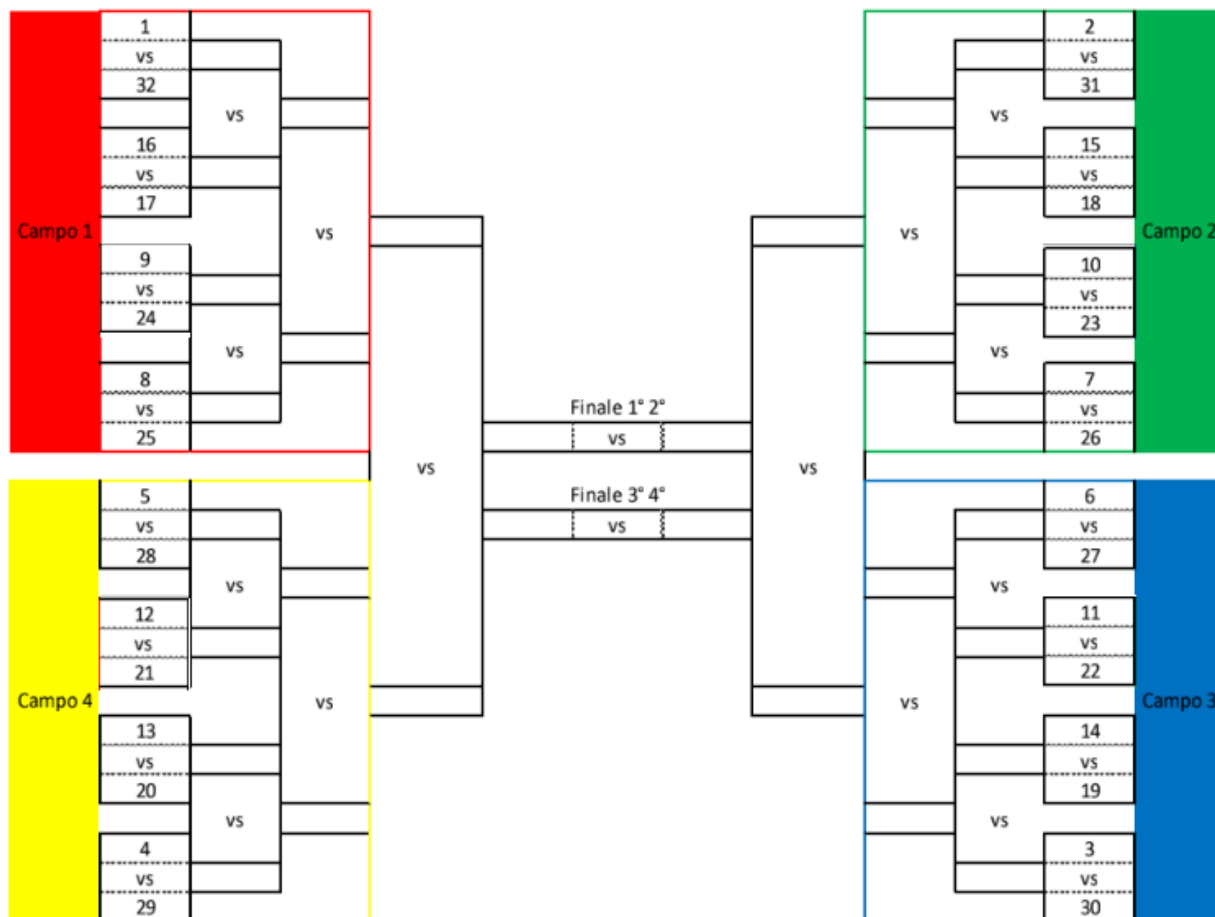 Campo 1
1
vs
32
16
vs
17
9
vs
24
8
vs
25
vs
vs
vs
Campo 4
5
vs
28
12
vs
21
13
vs
20
4
vs
29
vs
vs
vs
vs
Finale 1° 2°
vs
Finale 3° 4°
vs
vs
Campo 2
2
vs
31
15
vs
18
10
vs
23
7
vs
26
vs
vs
vs
Campo 3
6
vs
27
11
vs
22
14
vs
19
3
vs
30
vs
vs
vs